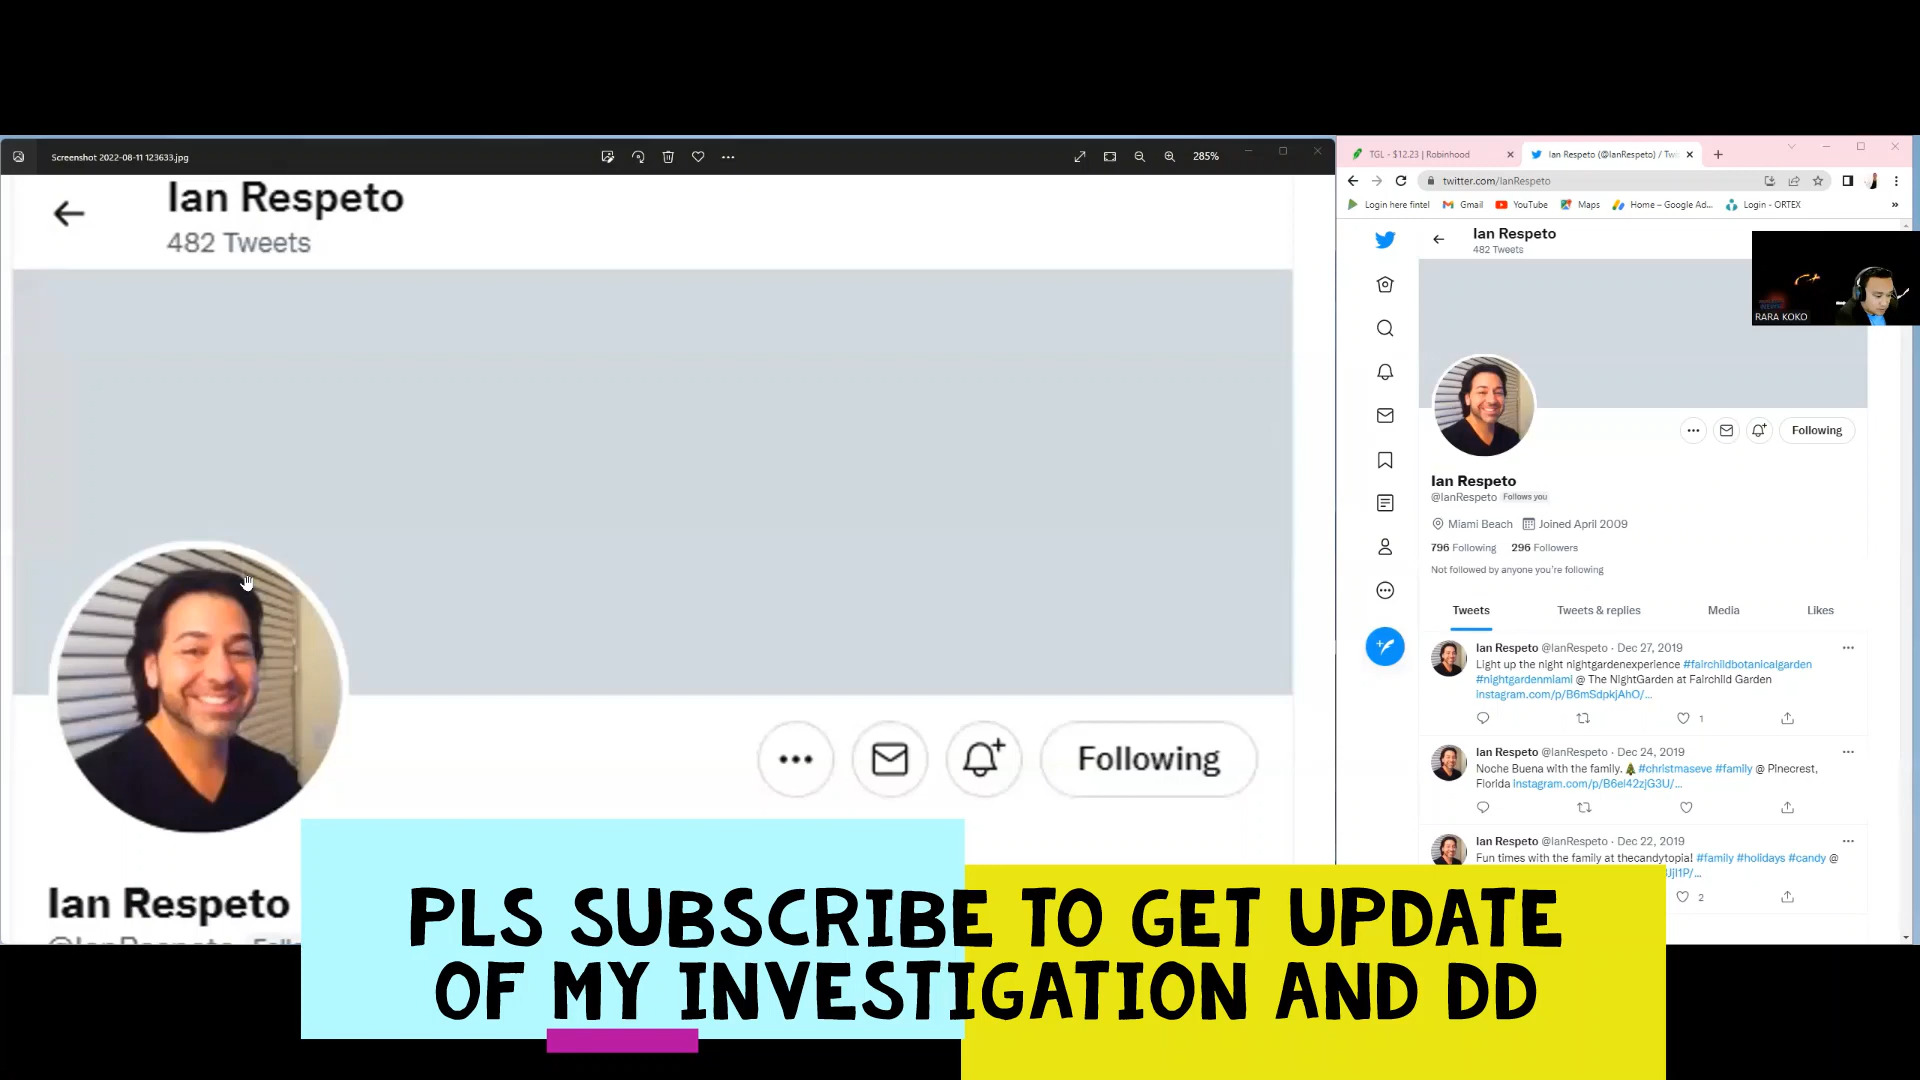 Screenshot 2022-08-11 123633.jpg
285%
Ian Respeto
482 Tweets
Following
Ian Respeto
TGL - $12.23 | Robinhood
Ian Respeto (@IanRespeto) / Twi
twitter.com/IanRespeto
Login here fintel
Gmail
YouTube
Maps
Home – Google Ad...
Login - ORTEX
»
Ian Respeto
482 Tweets
RARA KOKO
Following
Ian Respeto
@IanRespeto Follows you
Miami Beach Joined April 2009
796 Following 296 Followers
Not followed by anyone you're following
Tweets Tweets & replies Media Likes
Ian Respeto @IanRespeto · Dec 27, 2019
Light up the night nightgardenexperience #fairchildbotanicalgarden
#nightgardenmiami @ The NightGarden at Fairchild Garden
instagram.com/p/B6mSdpkjAhO/...
1
Ian Respeto @IanRespeto · Dec 24, 2019
Noche Buena with the family. 🎄#christmaseve #family @ Pinecrest,
Florida instagram.com/p/B6el42zjG3U/...
Ian Respeto @IanRespeto · Dec 22, 2019
Fun times with the family at thecandytopia! #family #holidays #candy @
2
PLS SUBSCRIBE TO GET UPDATE
OF MY INVESTIGATION AND DD